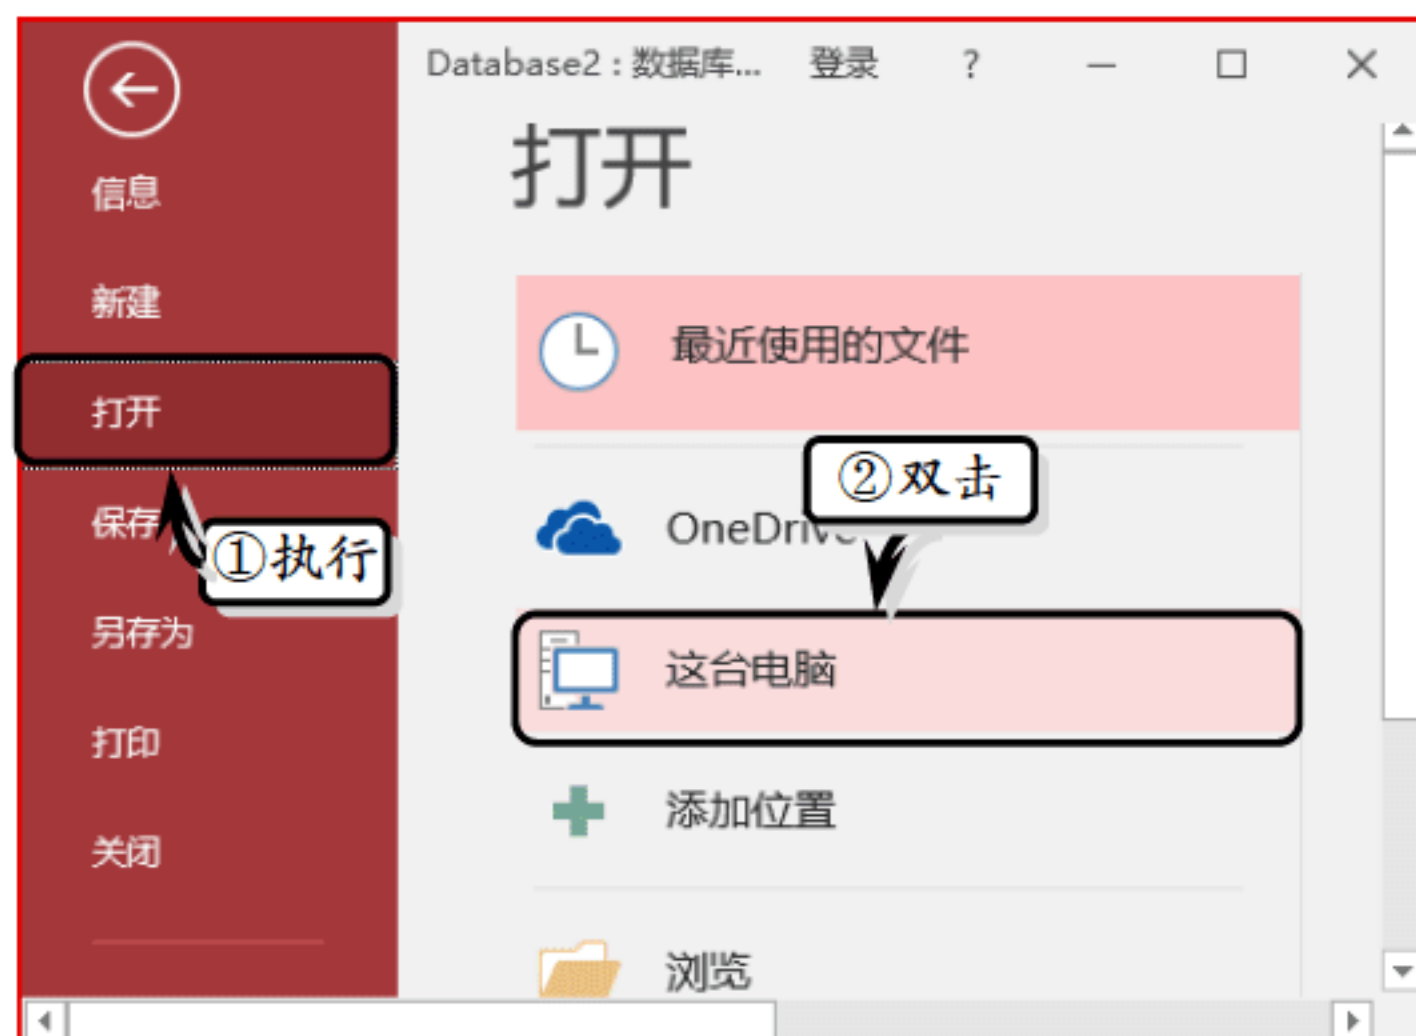 Database2 : 数据库... 登录 ?
打开
信息
新建
打开
保存
①执行
另存为
打印
关闭
最近使用的文件
②双击
OneDrive
这台电脑
添加位置
浏览